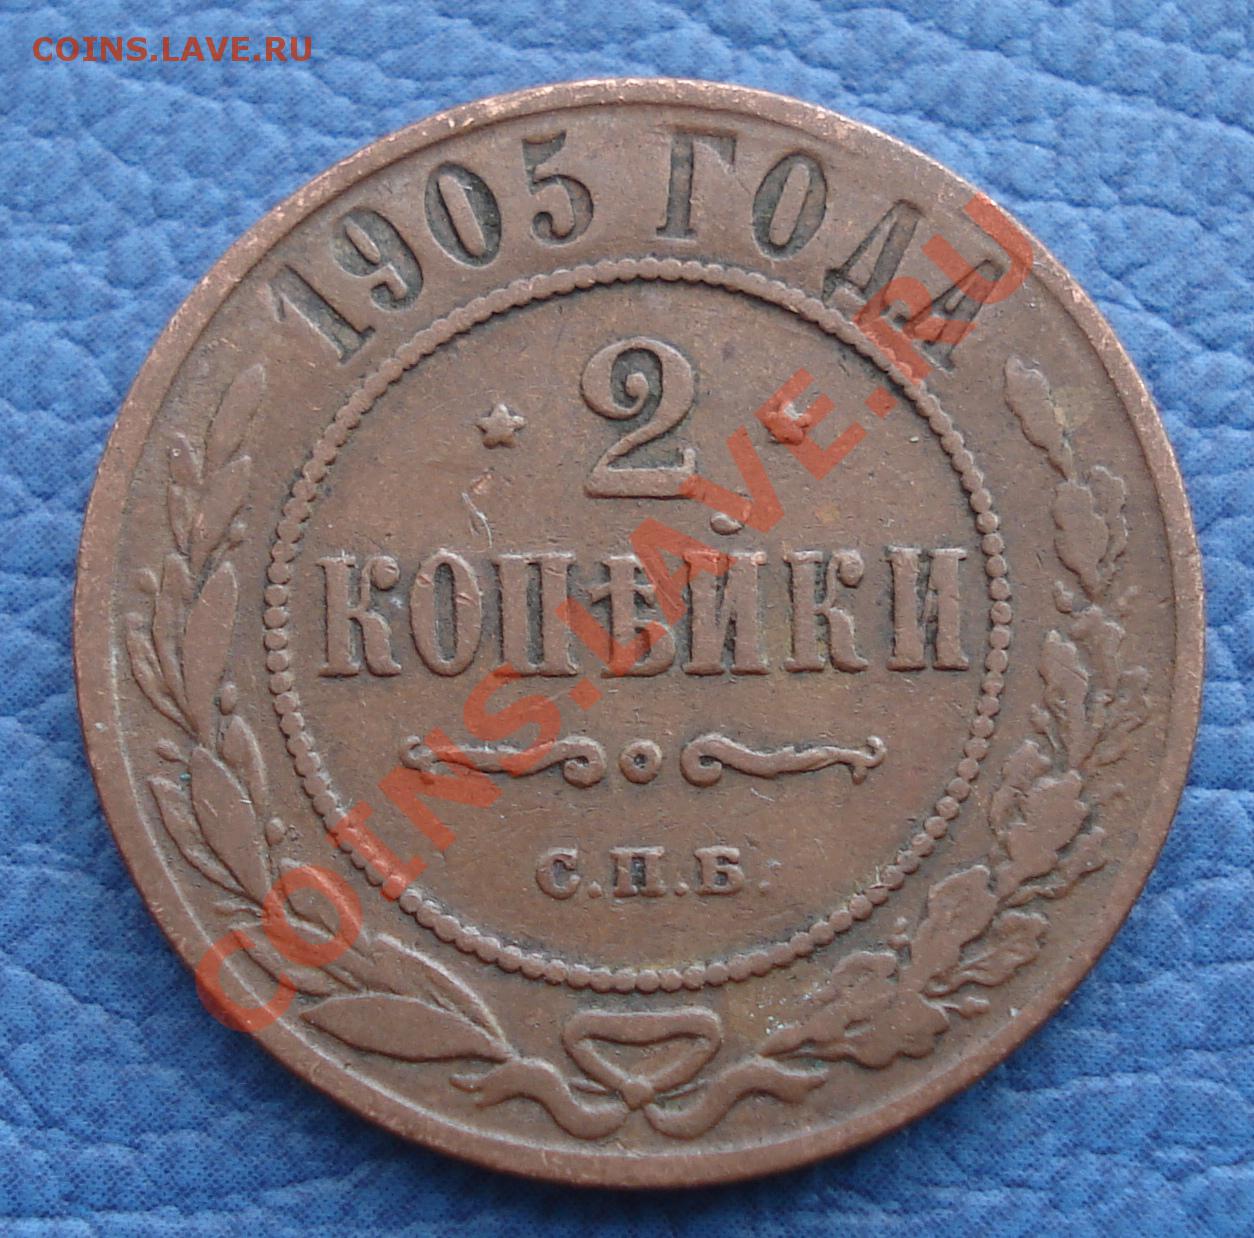 COINS.LAVE.RU
1905 ГОДА
2
КОПѢЙКИ
С.П.Б.
COINS.LAVE.RU